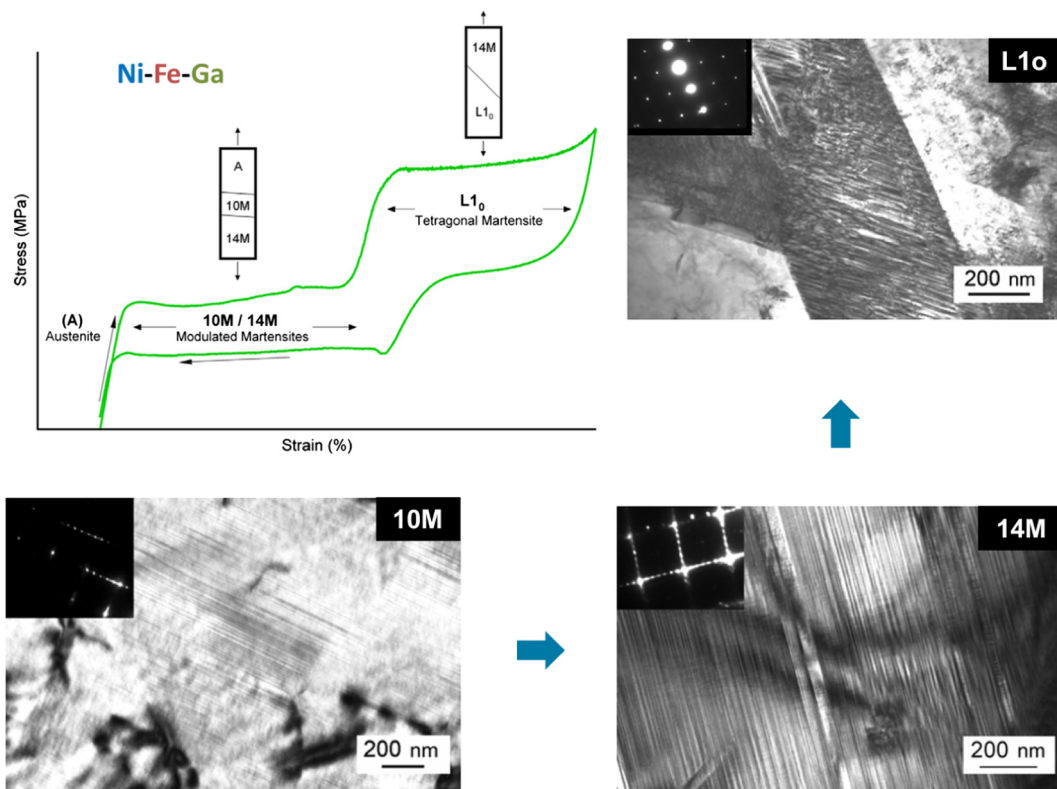 Ni-Fe-Ga
14M
L1₀
A
10M
14M
L1₀
Tetragonal Martensite
(A)
Austenite
10M / 14M
Modulated Martensites
Stress (MPa)
Strain (%)
L1o
200 nm
10M
200 nm
14M
200 nm